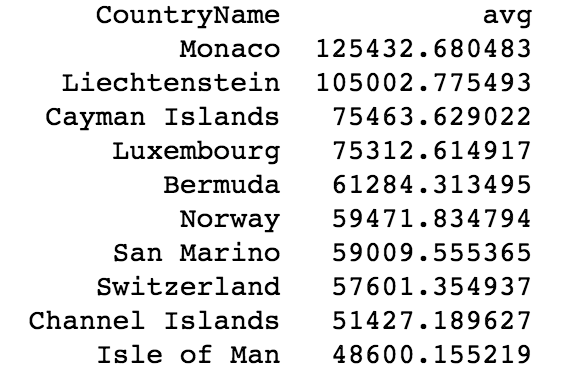 CountryName avg
Monaco 125432.680483
Liechtenstein 105002.775493
Cayman Islands 75463.629022
Luxembourg 75312.614917
Bermuda 61284.313495
Norway 59471.834794
San Marino 59009.555365
Switzerland 57601.354937
Channel Islands 51427.189627
Isle of Man 48600.155219